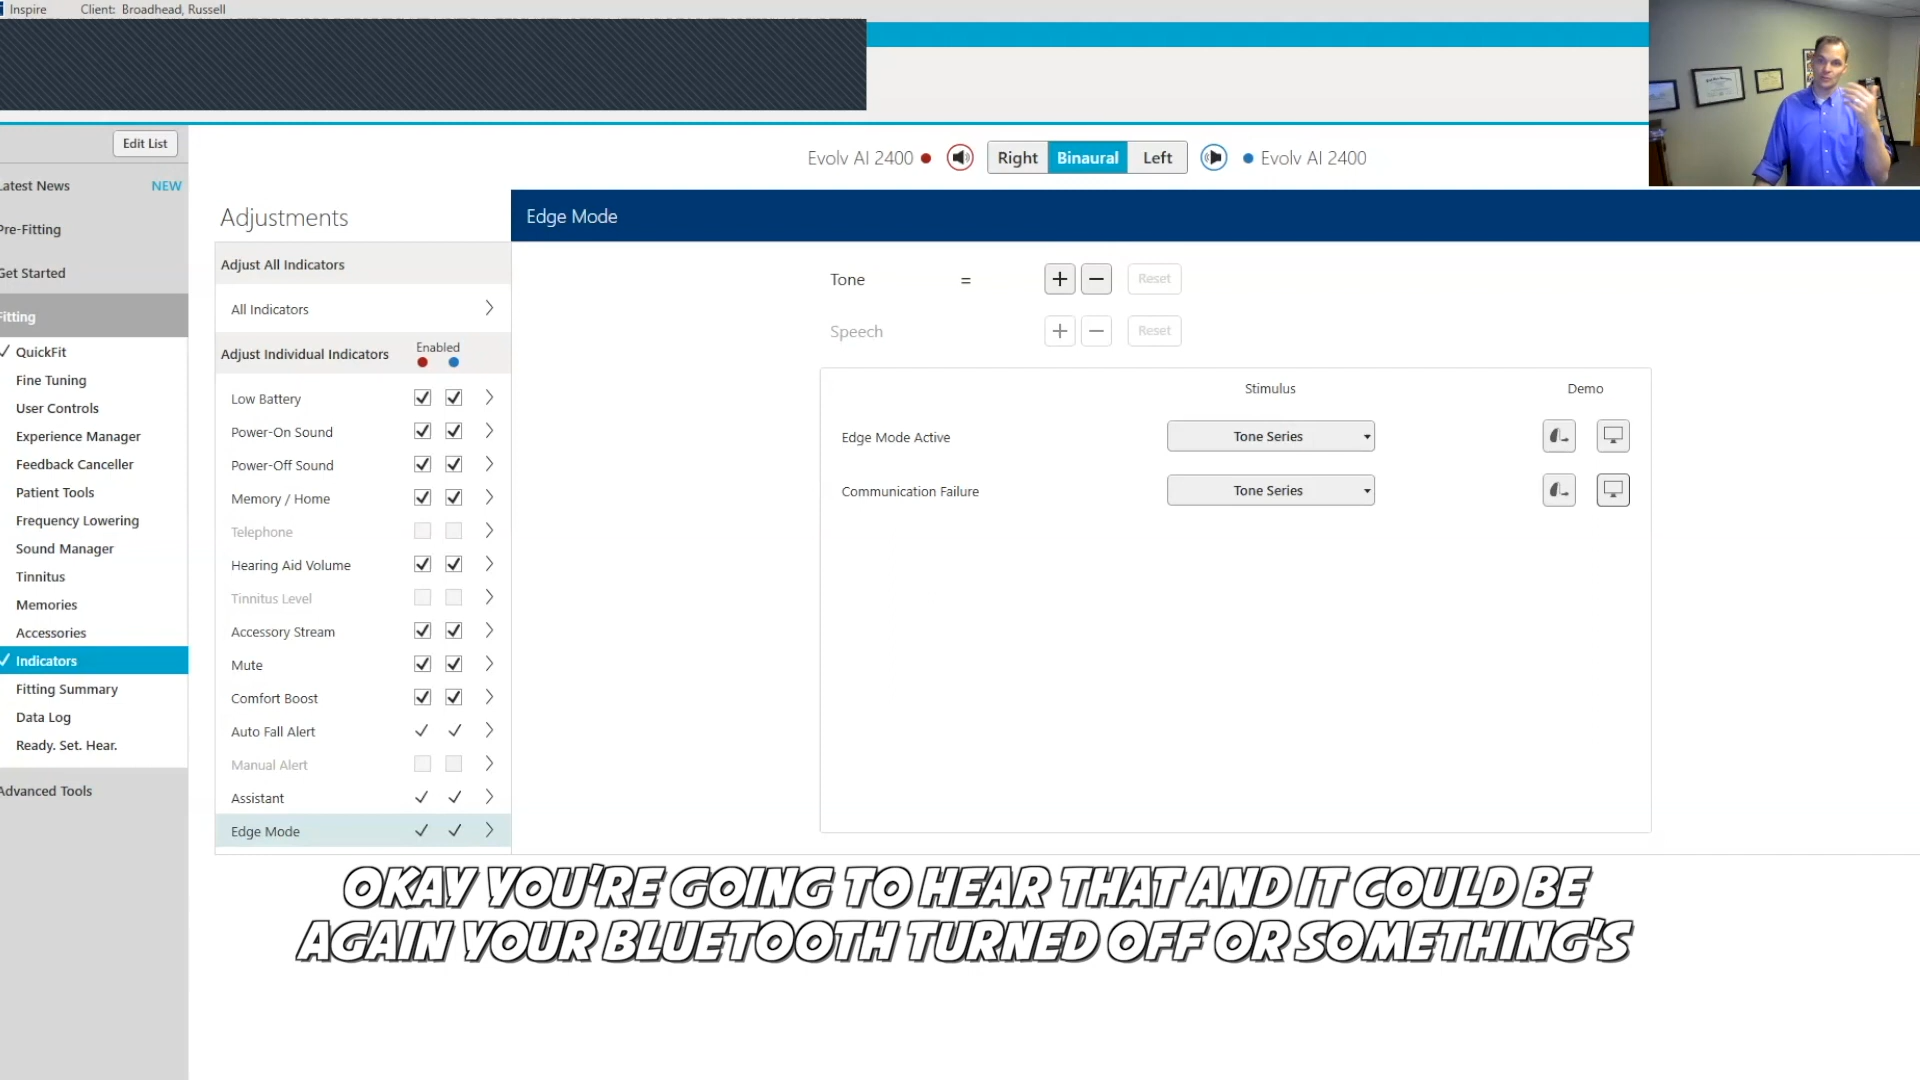 Inspire Client: Broadhead, Russell
Edit List
Latest News NEW
Pre-Fitting
Get Started
Fitting
QuickFit
Fine Tuning
User Controls
Experience Manager
Feedback Canceller
Patient Tools
Frequency Lowering
Sound Manager
Tinnitus
Memories
Accessories
Indicators
Fitting Summary
Data Log
Ready. Set. Hear.
Advanced Tools
Evolv AI 2400 Right Binaural Left Evolv AI 2400
Adjustments
Adjust All Indicators
All Indicators
Adjust Individual Indicators Enabled
Low Battery
Power-On Sound
Power-Off Sound
Memory / Home
Telephone
Hearing Aid Volume
Tinnitus Level
Accessory Stream
Mute
Comfort Boost
Auto Fall Alert
Manual Alert
Assistant
Edge Mode
Edge Mode
Tone = + − Reset
Speech + − Reset
Stimulus Demo
Edge Mode Active Tone Series
Communication Failure Tone Series
OKAY YOU'RE GOING TO HEAR THAT AND IT COULD BE
AGAIN YOUR BLUETOOTH TURNED OFF OR SOMETHING'S